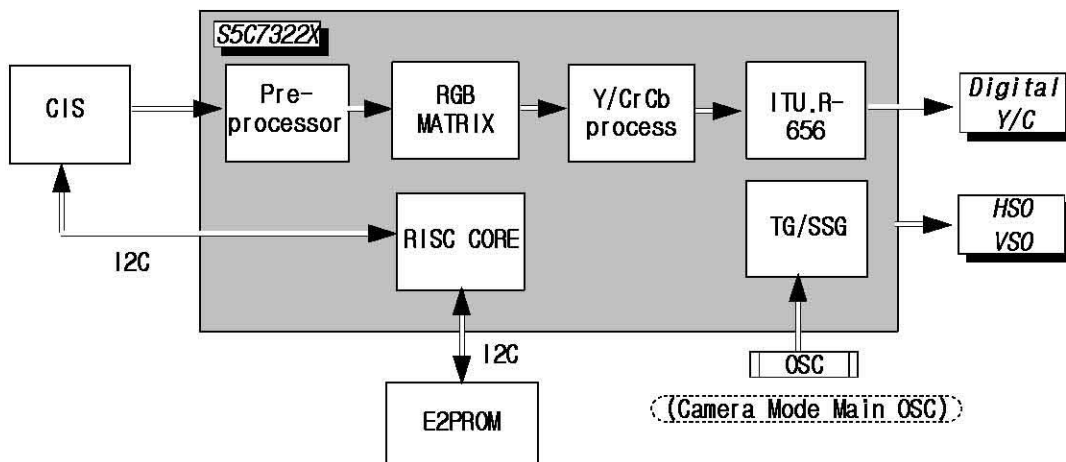 S5C7322X
CIS
Pre-
processor
RGB
MATRIX
Y/CrCb
process
ITU.R-
656
Digital
Y/C
RISC CORE
TG/SSG
HSO
VSO
I2C
I2C
OSC
(Camera Mode Main OSC)
E2PROM